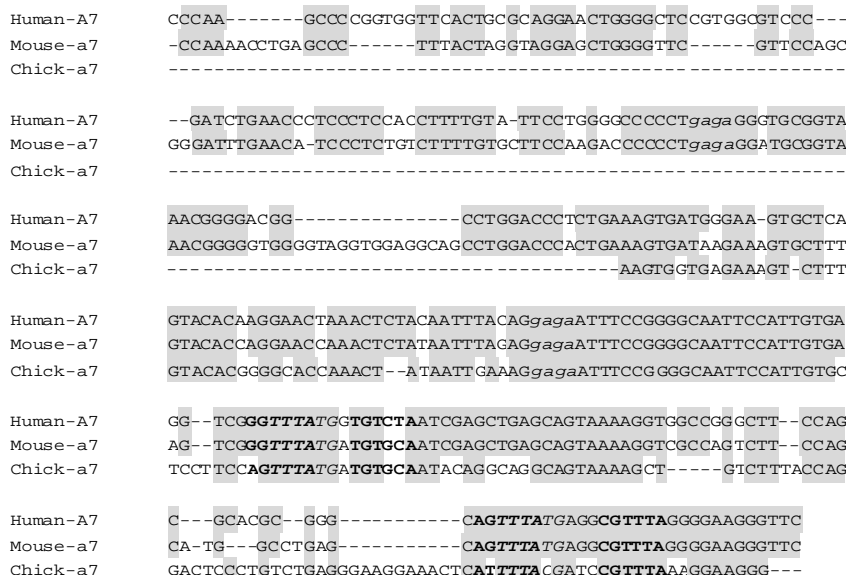 Human-A7 CCCAA-------GCCCCGGTGGTTCACTGCGCAGGAACTGGGGCTCCGTGGCGTCCC---
Mouse-a7 -CCAAAACCTGAGCCC------TTTACTAGGTAGGAGCTGGGGTTC------GTTCCAGC
Chick-a7 ------------------------------------------------------------
Human-A7 --GATCTGAACCCTCCCTCCACCTTTTGTA-TTCCTGGGGCCCCCTgagaGGGTGCGGTA
Mouse-a7 GGGATTTGAACA-TCCCTCTGTCTTTTGTGCTTCCAAGACCCCCCTgagaGGATGCGGTA
Chick-a7 ------------------------------------------------------------
Human-A7 AACGGGGACGG---------------CCTGGACCCTCTGAAAGTGATGGGAA-GTGCTCA
Mouse-a7 AACGGGGGTGGGGTAGGTGGAGGCAGCCTGGACCCACTGAAAGTGATAAGAAAGTGCTTT
Chick-a7 ----------------------------------------AAGTGGTGAGAAAGT-CTTT
Human-A7 GTACACAAGGAACTAAACTCTACAATTTACAGgagaATTTCCGGGGCAATTCCATTGTGA
Mouse-a7 GTACACCAGGAACCAAACTCTATAATTTAGAGgagaATTTCCGGGGCAATTCCATTGTGA
Chick-a7 GTACACGGGGCACCAAACT--ATAATTGAAAGgagaATTTCCGGGGCAATTCCATTGTGC
Human-A7 GG--TCGGGTTTATGGTGTCTAATCGAGCTGAGCAGTAAAAGGTGGCCGGGCTT--CCAG
Mouse-a7 AG--TCGGGTTTATGATGTGCAATCGAGCTGAGCAGTAAAAGGTCGCCAGTCTT--CCAG
Chick-a7 TCCTTCCAGTTTATGATGTGCAATACAGGCAGGCAGTAAAAGCT-----GTCTTTACCAG
Human-A7 C---GCACGC--GGG-----------CAGTTTATGAGGCGTTTAGGGGAAGGGTTC
Mouse-a7 CA-TG---GCCTGAG-----------CAGTTTATGAGGCGTTTAGGGGAAGGGTTC
Chick-a7 GACTCCCTGTCTGAGGGAAGGAAACTCATTTTACGATCCGTTTAAAGGAAGGG---